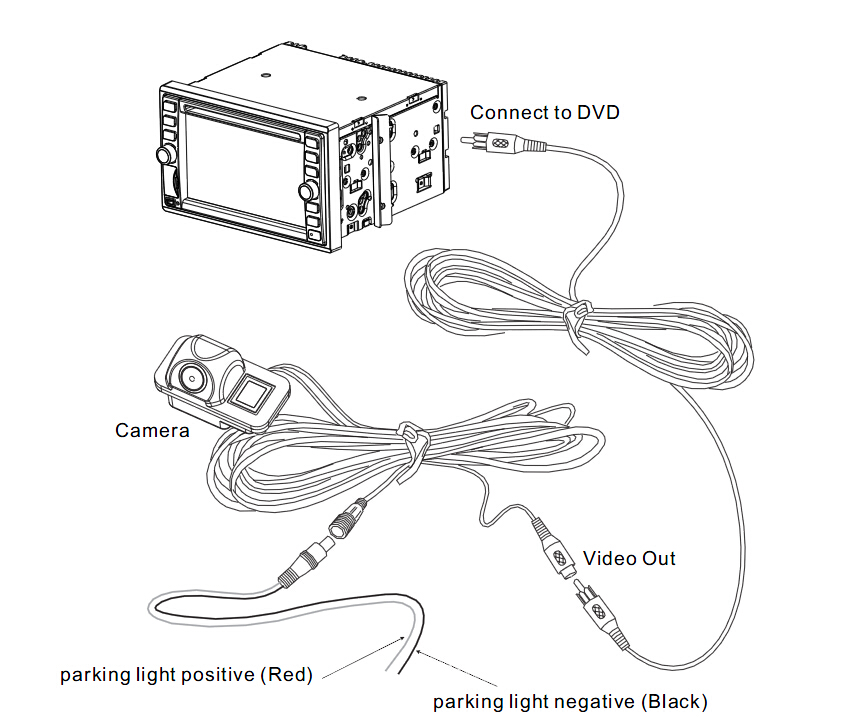 Connect to DVD
Camera
Video Out
parking light positive (Red)
parking light negative (Black)